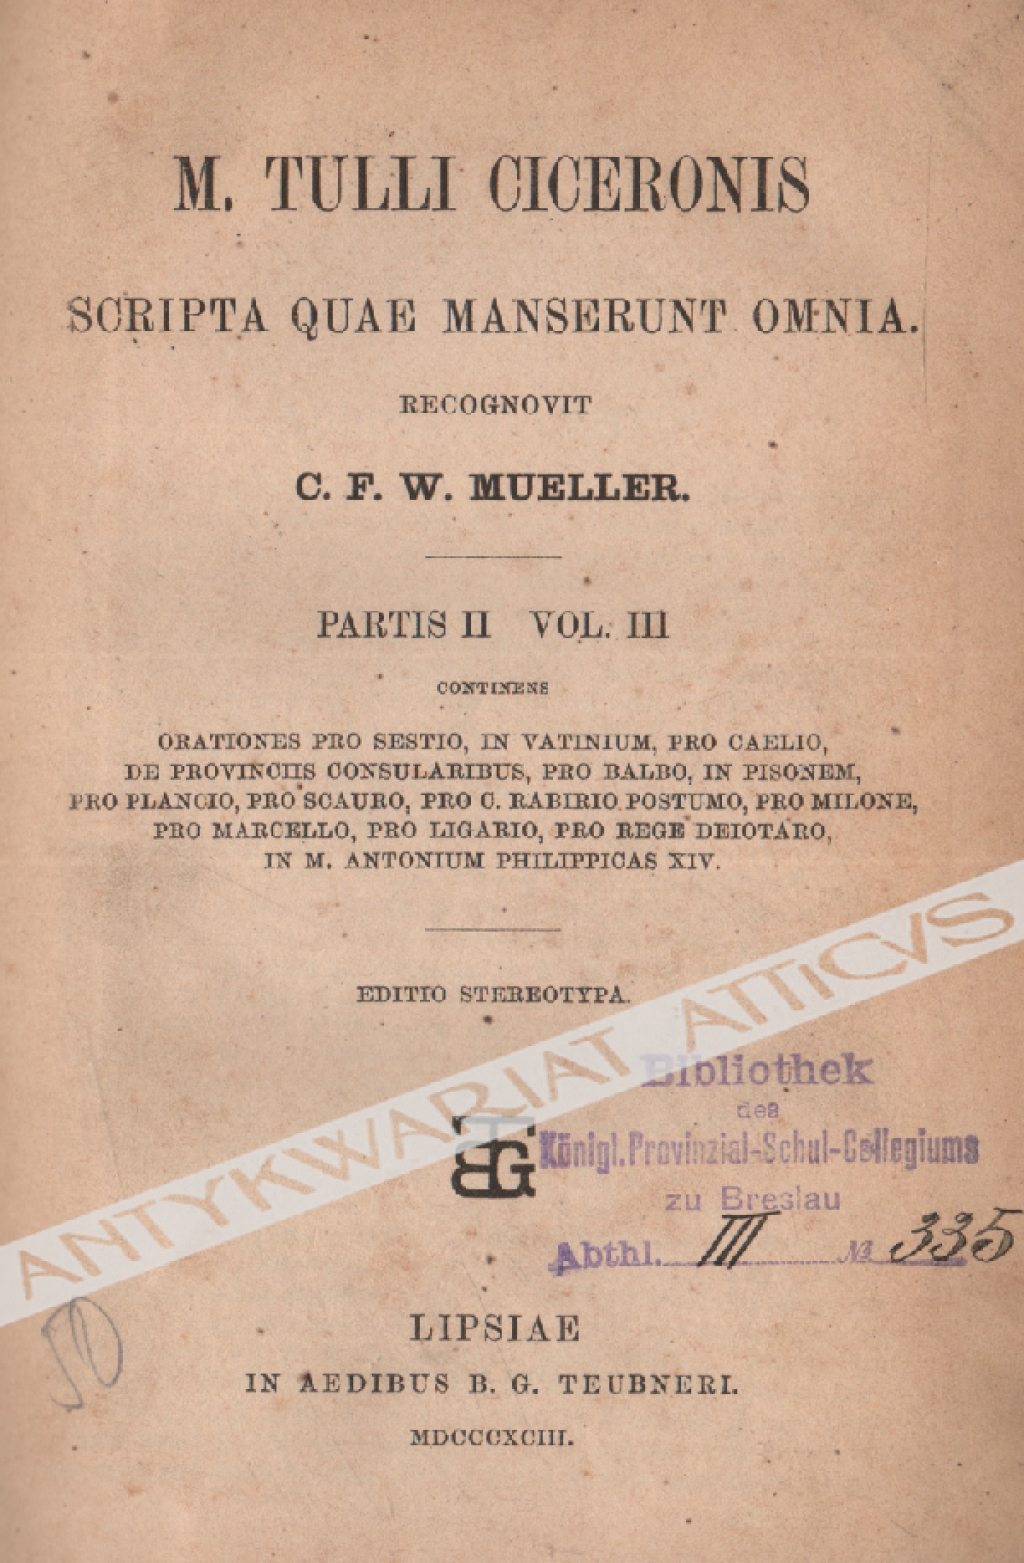 M. TULLI CICERONIS
SCRIPTA QUAE MANSERUNT OMNIA.
RECOGNOVIT
C. F. W. MUELLER.
PARTIS II VOL. III
CONTINENS
ORATIONES PRO SESTIO, IN VATINIUM, PRO CAELIO,
DE PROVINCIIS CONSULARIBUS, PRO BALBO, IN PISONEM,
PRO PLANCIO, PRO SCAURO, PRO C. RABIRIO POSTUMO, PRO MILONE,
PRO MARCELLO, PRO LIGARIO, PRO REGE DEIOTARO,
IN M. ANTONIUM PHILIPPICAS XIV.
EDITIO STEREOTYPA.
ANTYKWARIAT ATTICVS
Bibliothek
des
Königl. Provinzial-Schul-Collegiums
zu Breslau
Abthl. III № 335
BTG
50
LIPSIAE
IN AEDIBUS B. G. TEUBNERI.
MDCCCXCIII.